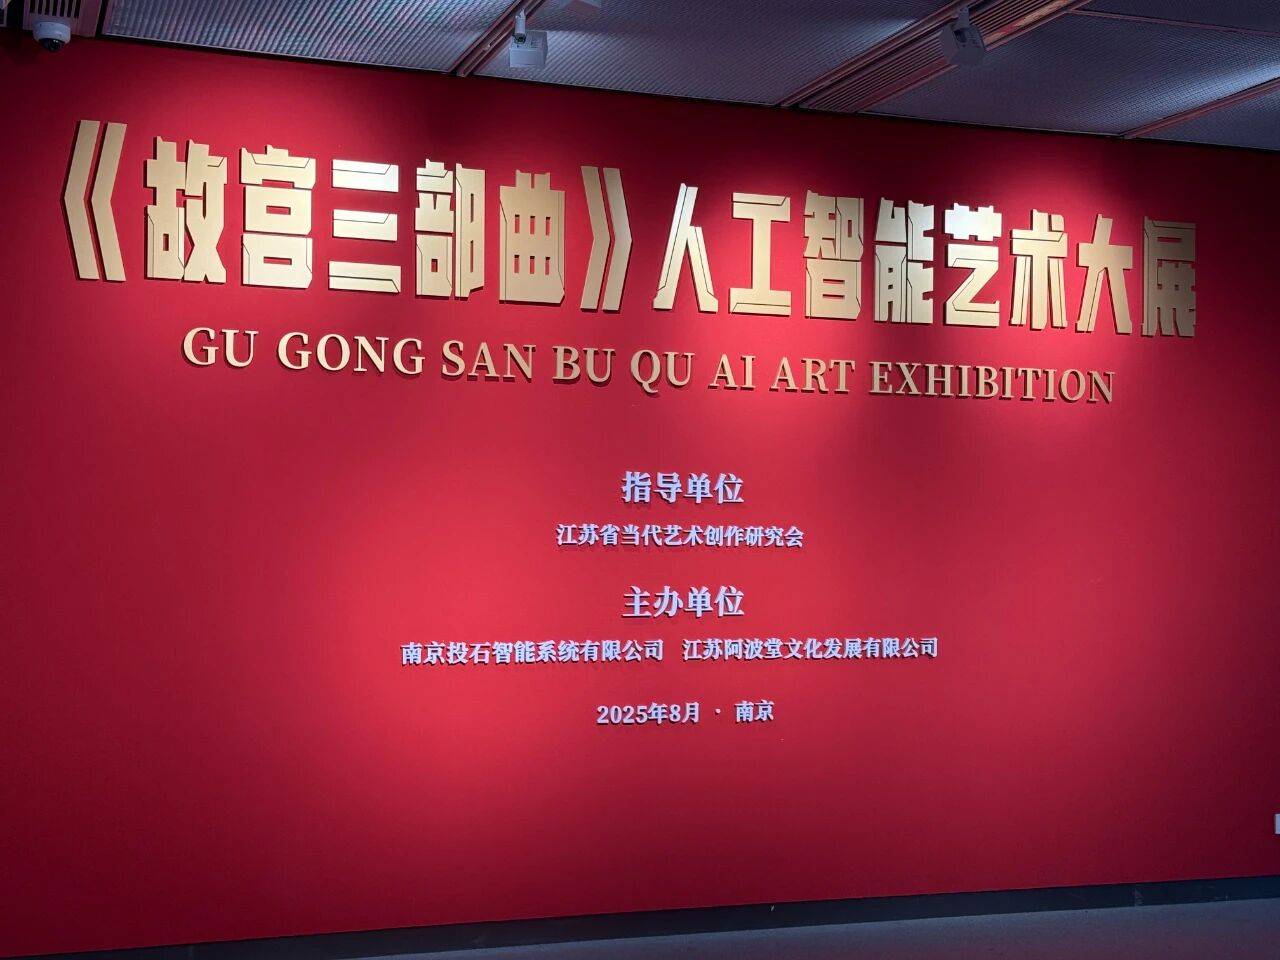 《故宫三部曲》人工智能艺术大展
GU GONG SAN BU QU AI ART EXHIBITION
指导单位
江苏省当代艺术创作研究会
主办单位
南京投石智能系统有限公司 江苏阿波堂文化发展有限公司
2025年8月 · 南京